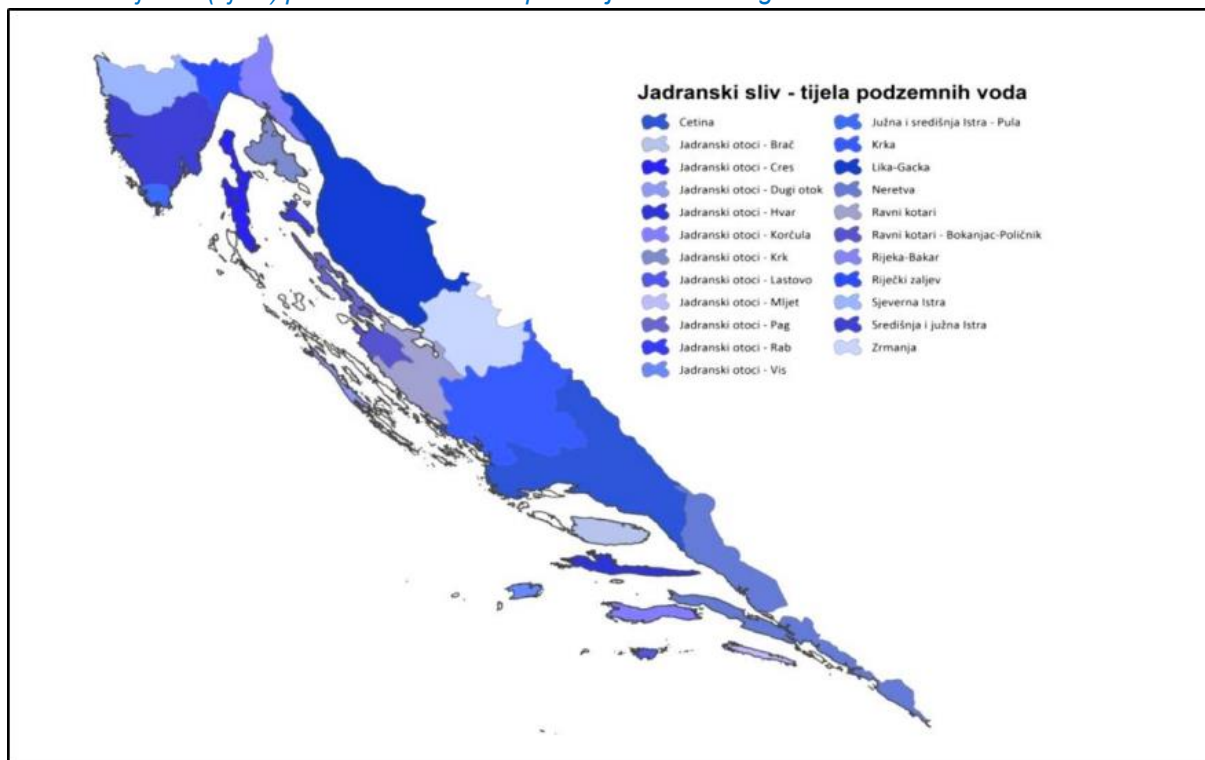 Jadranski sliv - tijela podzemnih voda
Cetina
Jadranski otoci - Brač
Jadranski otoci - Cres
Jadranski otoci - Dugi otok
Jadranski otoci - Hvar
Jadranski otoci - Korčula
Jadranski otoci - Krk
Jadranski otoci - Lastovo
Jadranski otoci - Mljet
Jadranski otoci - Pag
Jadranski otoci - Rab
Jadranski otoci - Vis
Južna i središnja Istra - Pula
Krka
Lika-Gacka
Neretva
Ravni kotari
Ravni kotari - Bokanjac-Poličnik
Rijeka-Bakar
Riječki zaljev
Sjeverna Istra
Središnja i južna Istra
Zrmanja